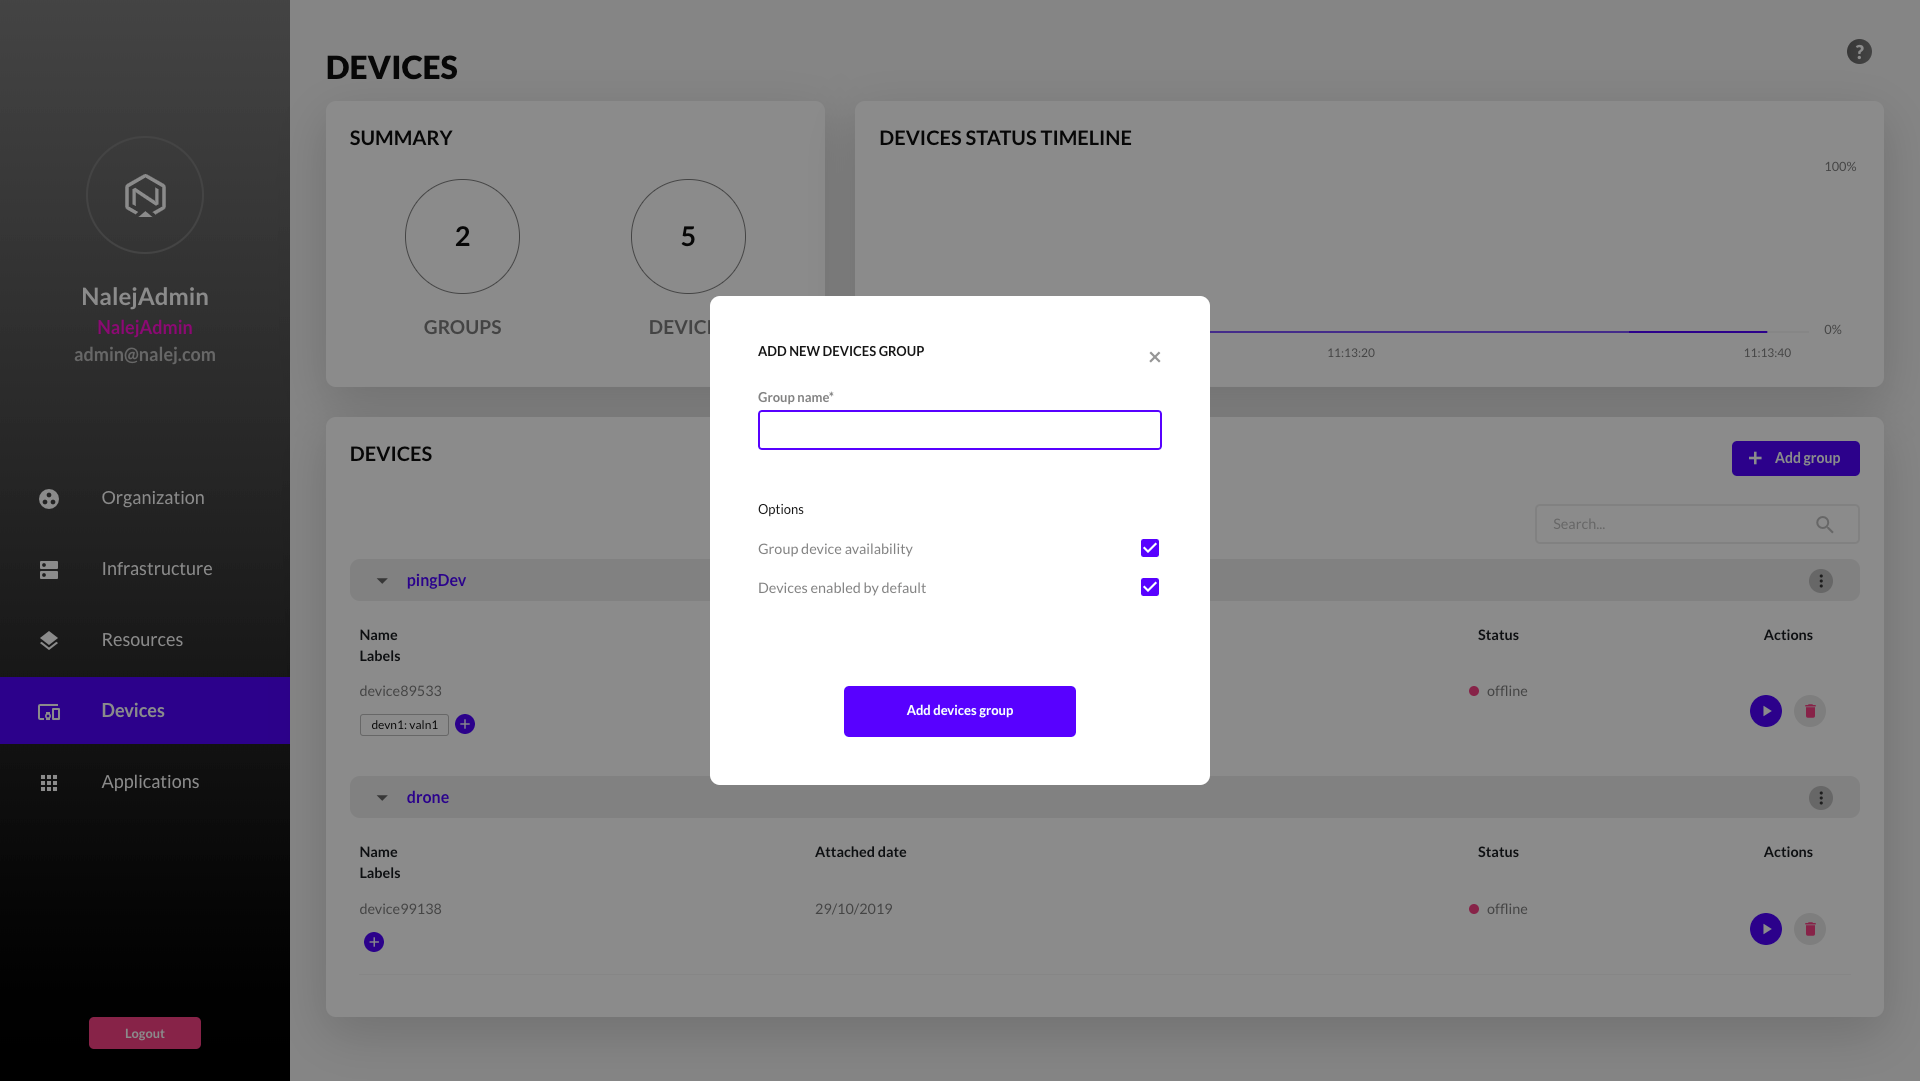 DEVICES
?
SUMMARY
2
5
GROUPS
DEVIC
DEVICES STATUS TIMELINE
100%
0%
11:13:20
11:13:40
NalejAdmin
NalejAdmin
admin@nalej.com
Organization
Infrastructure
Resources
Devices
Applications
Logout
ADD NEW DEVICES GROUP
Group name*
Options
Group device availability
Devices enabled by default
Add devices group
DEVICES
Add group
Search...
pingDev
Name
Labels
Status
Actions
device89533
offline
devn1: valn1
drone
Name
Labels
Attached date
Status
Actions
device99138
29/10/2019
offline